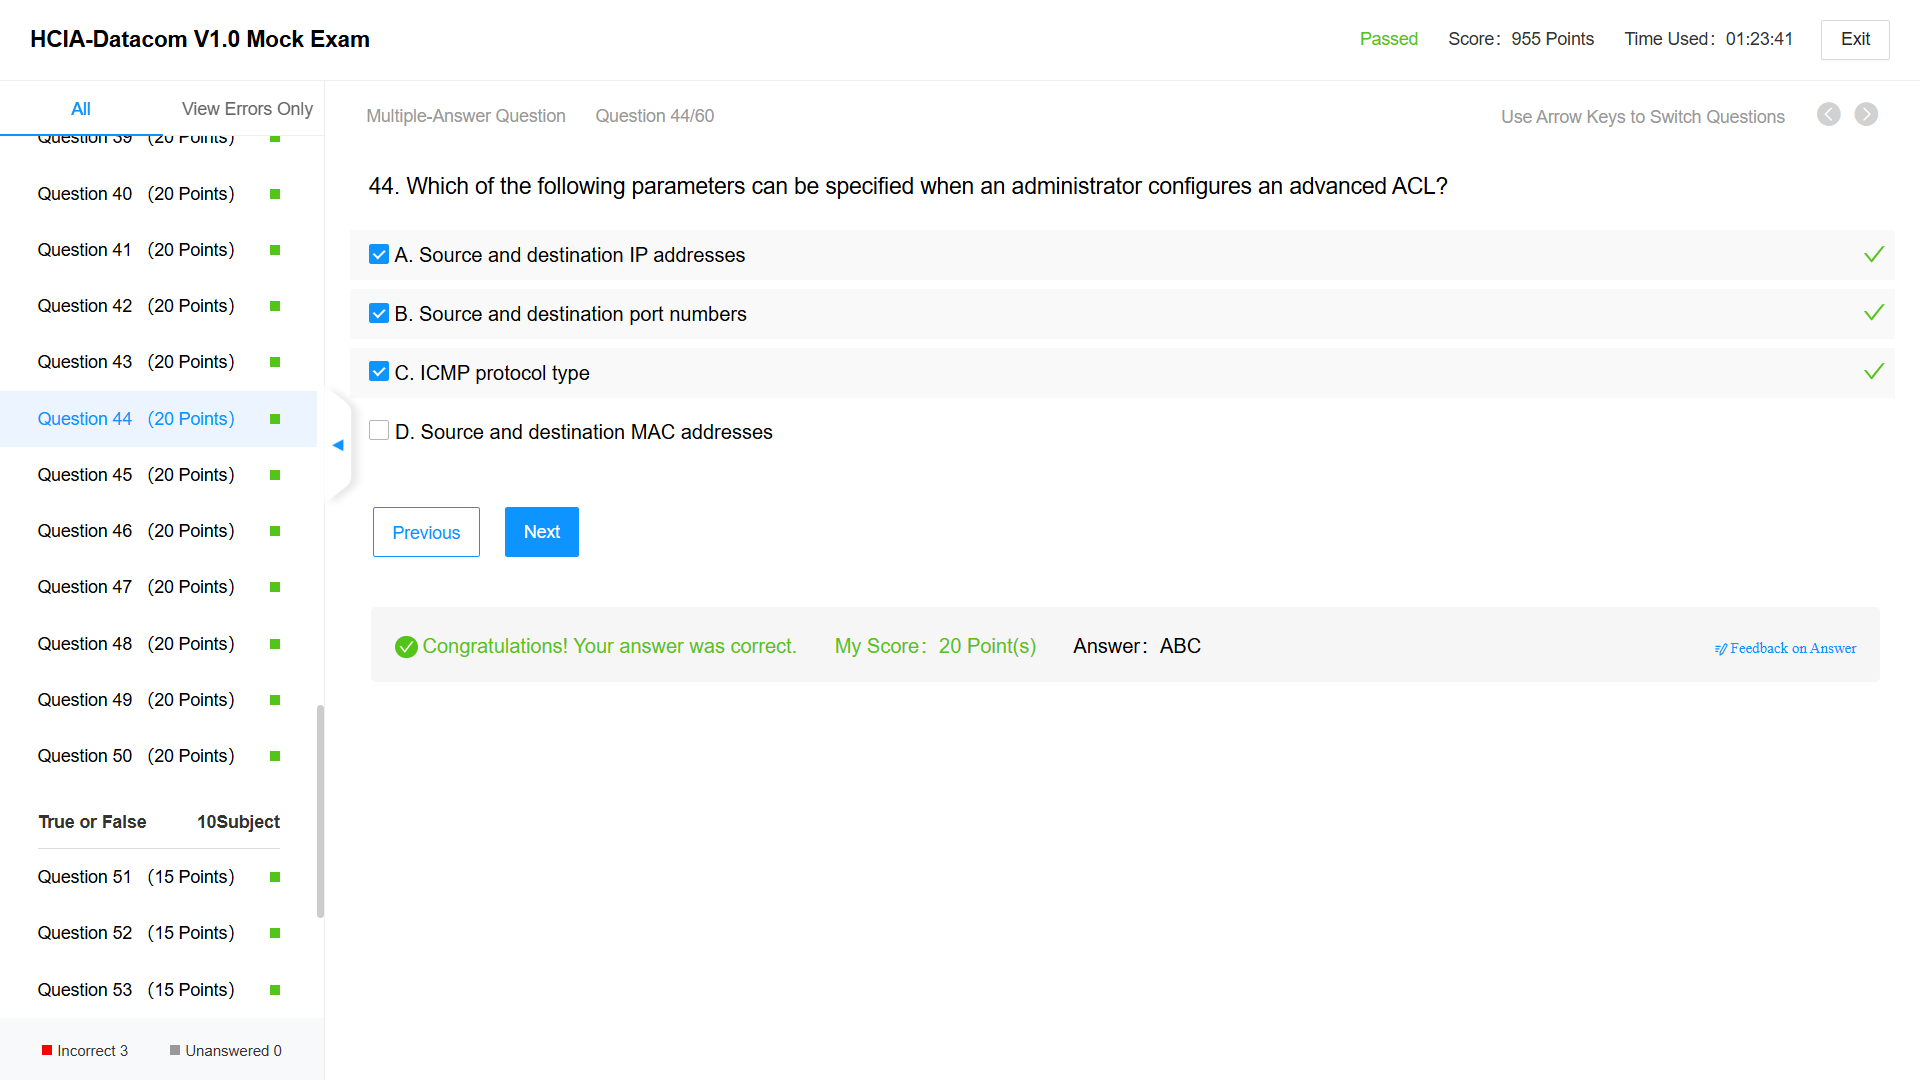 HCIA-Datacom V1.0 Mock Exam
Passed
Score：955 Points
Time Used：01:23:41
Exit
All
View Errors Only
Question 39 （20 Points）
Question 40 （20 Points）
Question 41 （20 Points）
Question 42 （20 Points）
Question 43 （20 Points）
Question 44 （20 Points）
Question 45 （20 Points）
Question 46 （20 Points）
Question 47 （20 Points）
Question 48 （20 Points）
Question 49 （20 Points）
Question 50 （20 Points）
True or False 10Subject
Question 51 （15 Points）
Question 52 （15 Points）
Question 53 （15 Points）
Incorrect 3
Unanswered 0
Multiple-Answer Question
Question 44/60
Use Arrow Keys to Switch Questions
44. Which of the following parameters can be specified when an administrator configures an advanced ACL?
A. Source and destination IP addresses
B. Source and destination port numbers
C. ICMP protocol type
D. Source and destination MAC addresses
Previous
Next
Congratulations! Your answer was correct.
My Score：20 Point(s)
Answer：ABC
Feedback on Answer